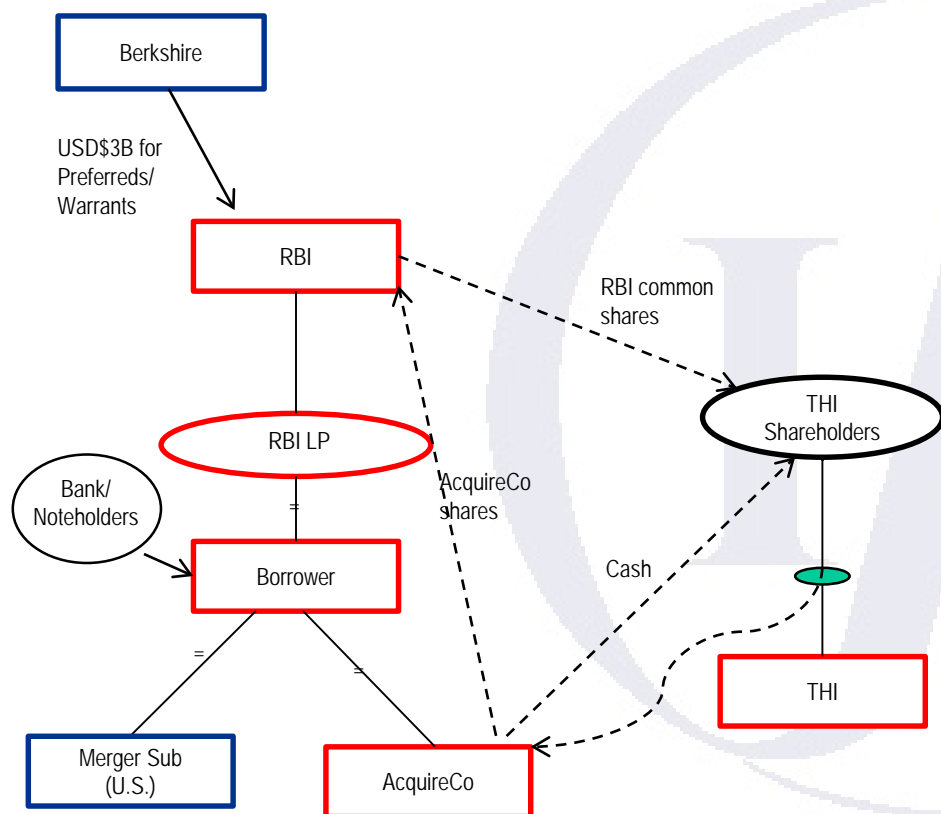 Berkshire
USD$3B for
Preferreds/
Warrants
RBI
RBI common
shares
THI
Shareholders
RBI LP
AcquireCo
shares
Bank/
Noteholders
=
Borrower
Cash
=
=
THI
Merger Sub
(U.S.)
AcquireCo